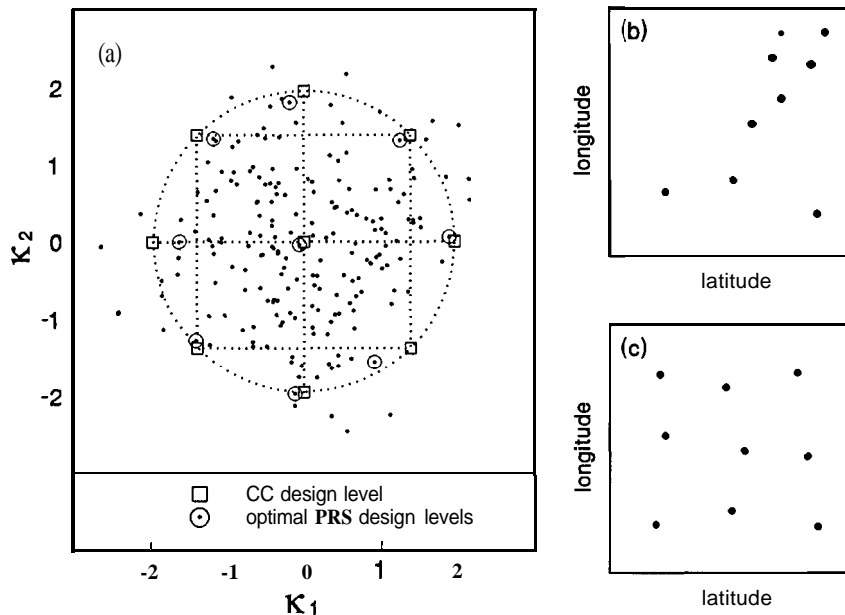 (a)
2
1
0
-1
-2
κ2
CC design level
optimal PRS design levels
-2 -1 0 1 2
κ1
(b)
longitude
latitude
(c)
longitude
latitude